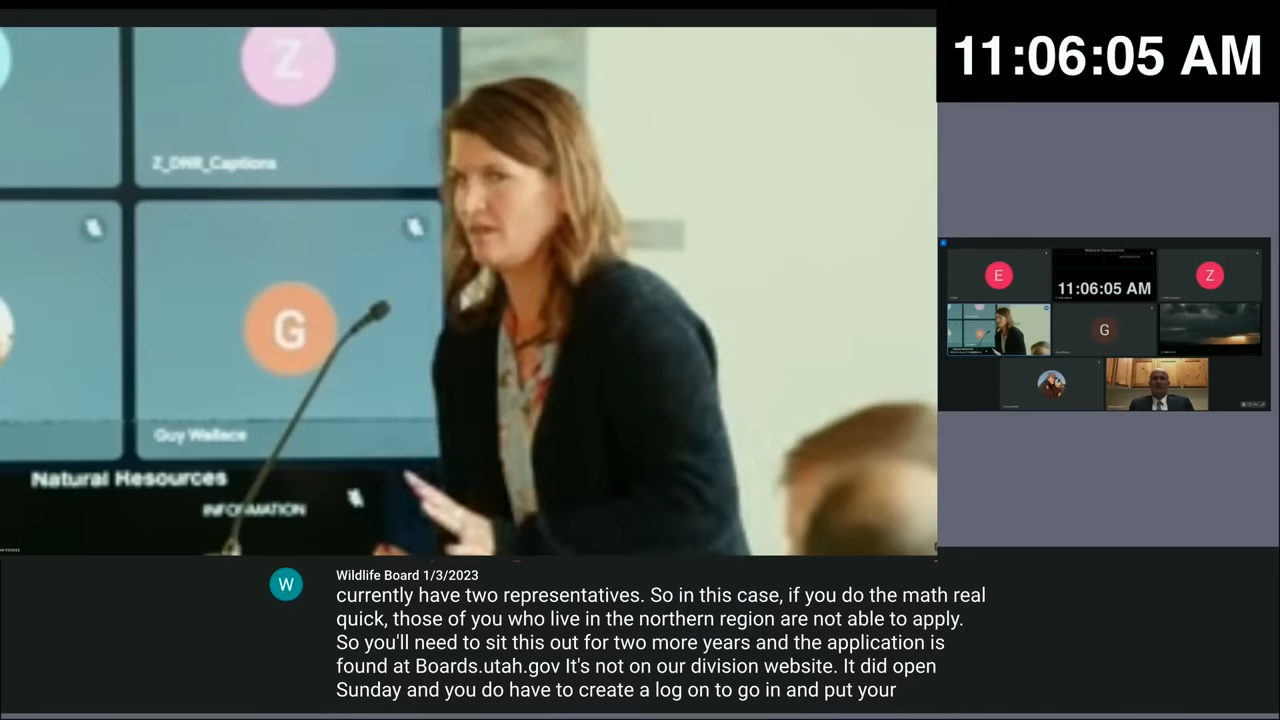 11:06:05 AM
Z
Z_DNR_Captions
G
Guy Wallace
Natural Resources
INFORMATION
E
11:06:05 AM
Z
G
W
Wildlife Board 1/3/2023
currently have two representatives. So in this case, if you do the math real
quick, those of you who live in the northern region are not able to apply.
So you'll need to sit this out for two more years and the application is
found at Boards.utah.gov It's not on our division website. It did open
Sunday and you do have to create a log on to go in and put your